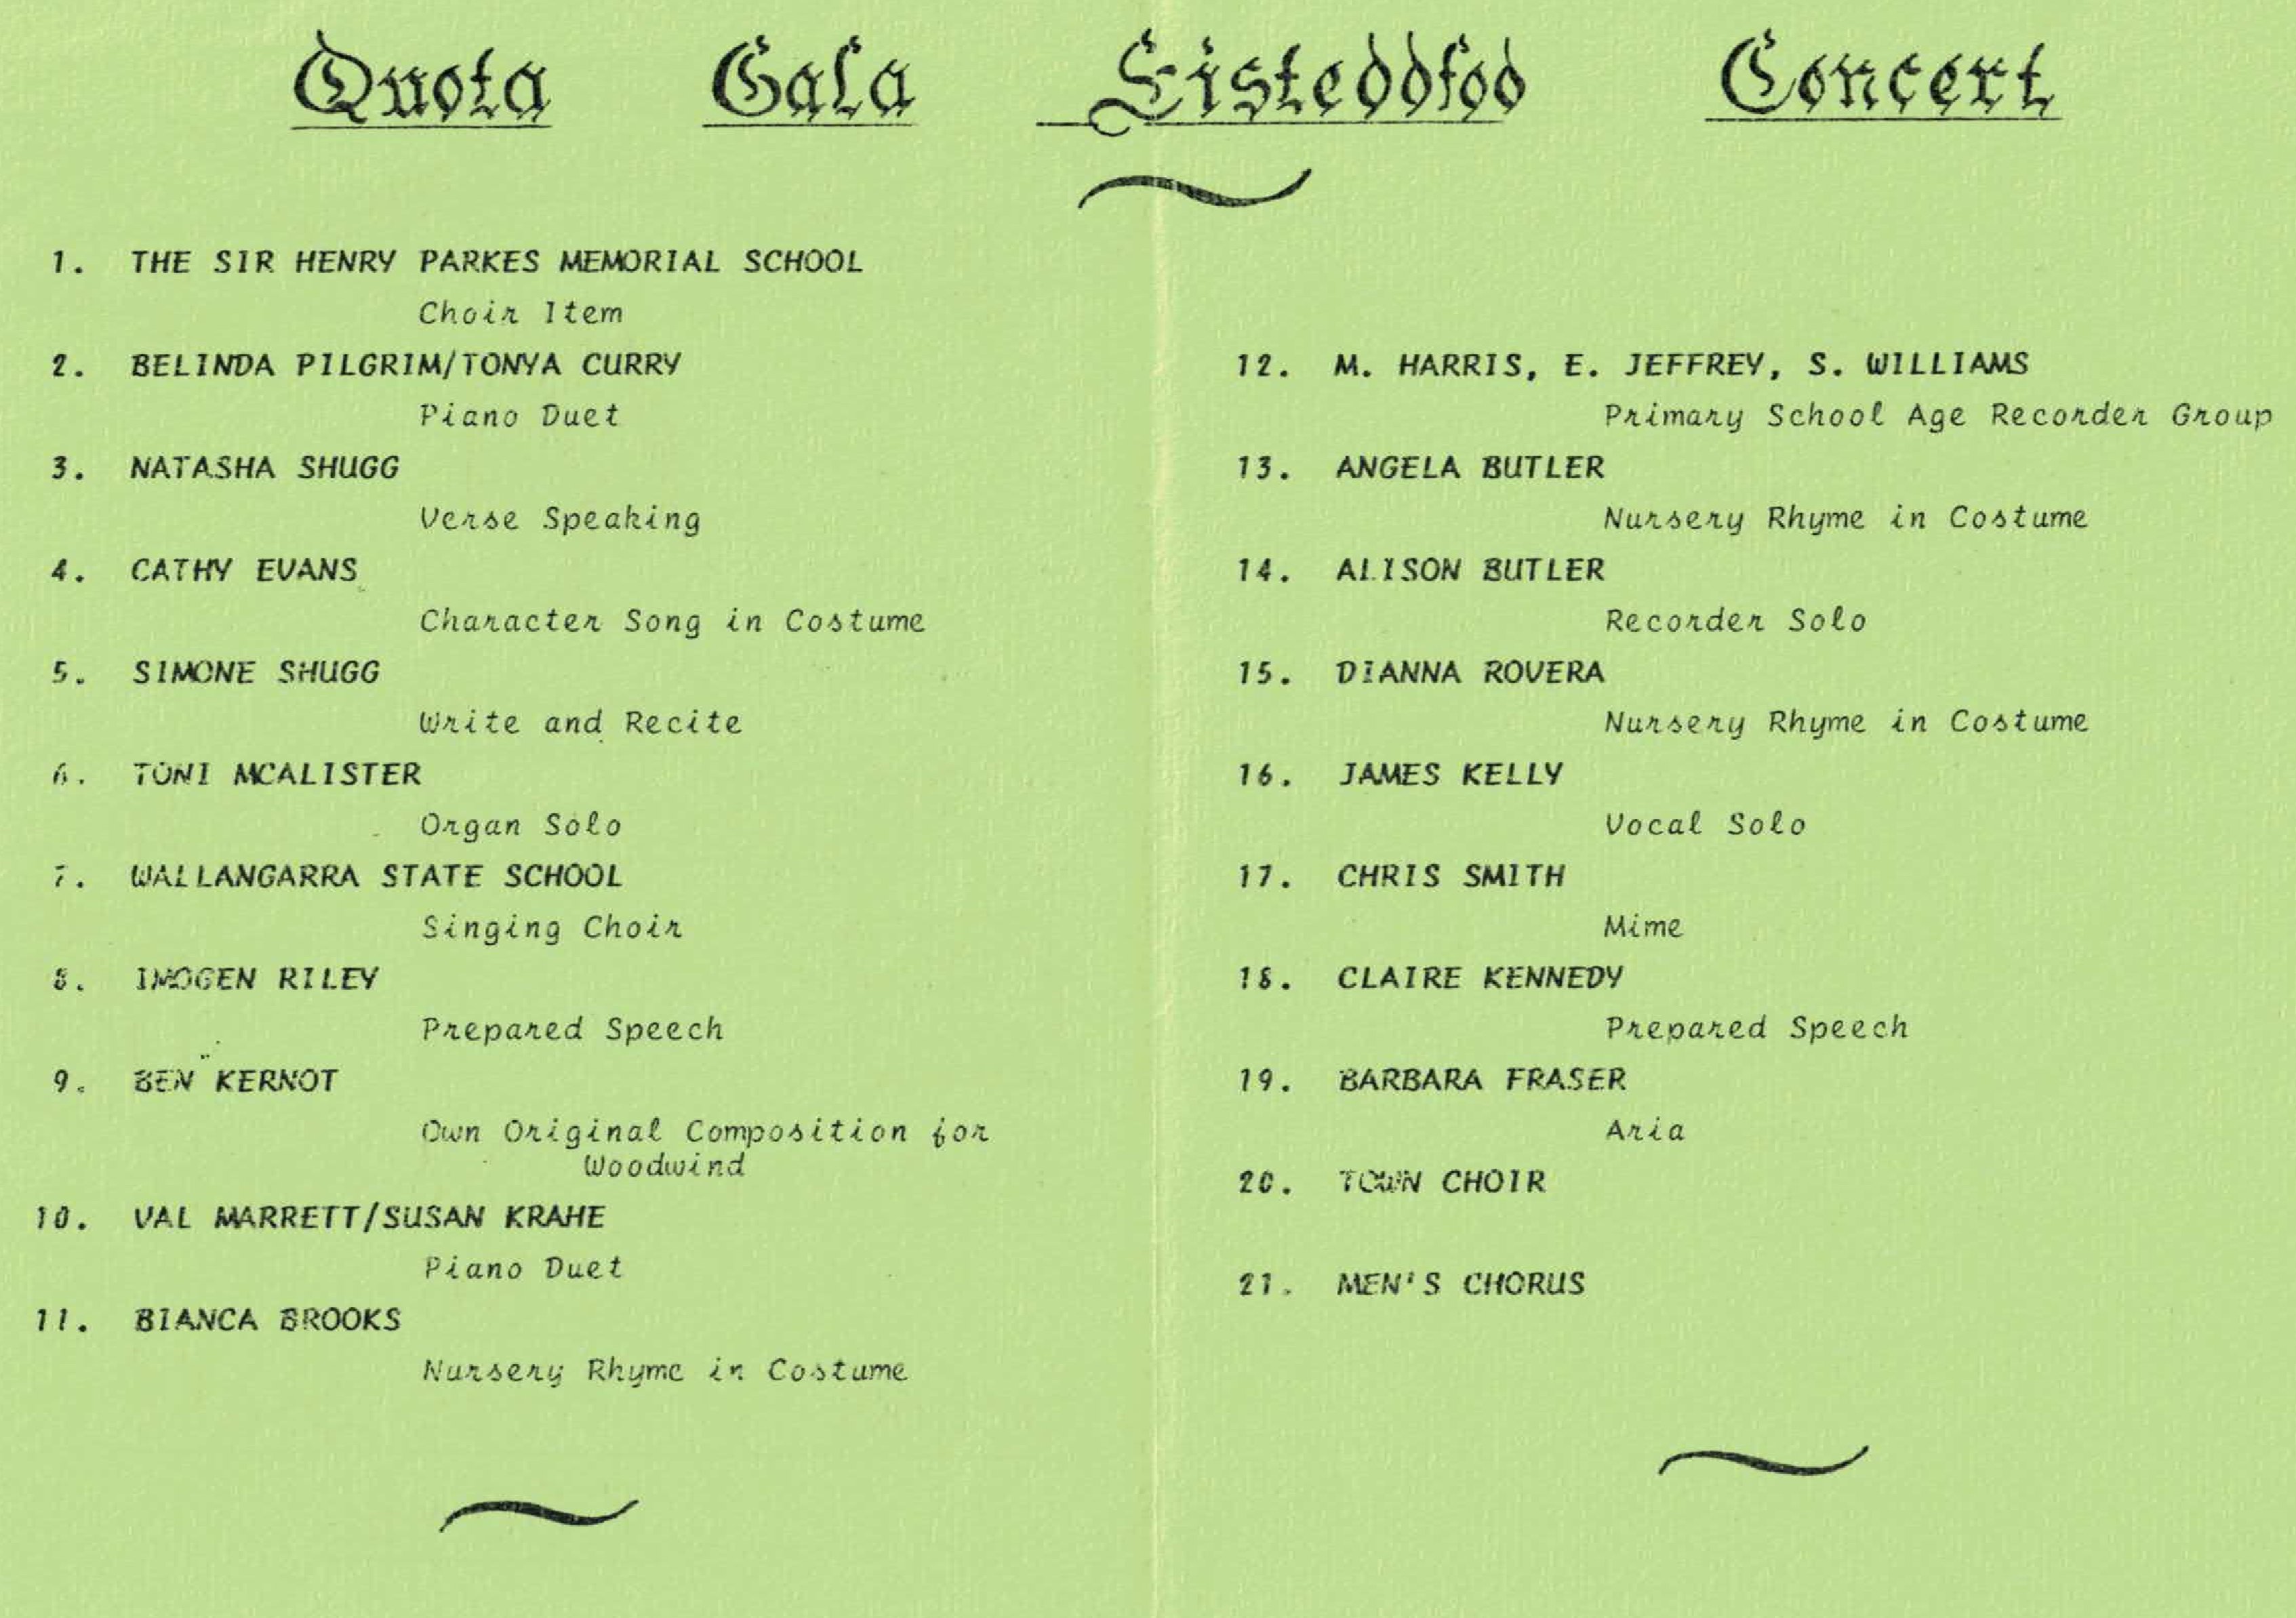 Quota Gala Eisteddfod Concert
1. THE SIR HENRY PARKES MEMORIAL SCHOOL
Choir Item
2. BELINDA PILGRIM/TONYA CURRY
Piano Duet
3. NATASHA SHUGG
Verse Speaking
4. CATHY EVANS
Character Song in Costume
5. SIMONE SHUGG
Write and Recite
6. TONI MCALISTER
Organ Solo
7. WALLANGARRA STATE SCHOOL
Singing Choir
8. IMOGEN RILEY
Prepared Speech
9. BEN KERNOT
Own Original Composition for
Woodwind
10. VAL MARRETT/SUSAN KRAHE
Piano Duet
11. BIANCA BROOKS
Nursery Rhyme in Costume
12. M. HARRIS, E. JEFFREY, S. WILLIAMS
Primary School Age Recorder Group
13. ANGELA BUTLER
Nursery Rhyme in Costume
14. ALISON BUTLER
Recorder Solo
15. DIANNA ROVERA
Nursery Rhyme in Costume
16. JAMES KELLY
Vocal Solo
17. CHRIS SMITH
Mime
18. CLAIRE KENNEDY
Prepared Speech
19. BARBARA FRASER
Aria
20. TOWN CHOIR
21. MEN'S CHORUS